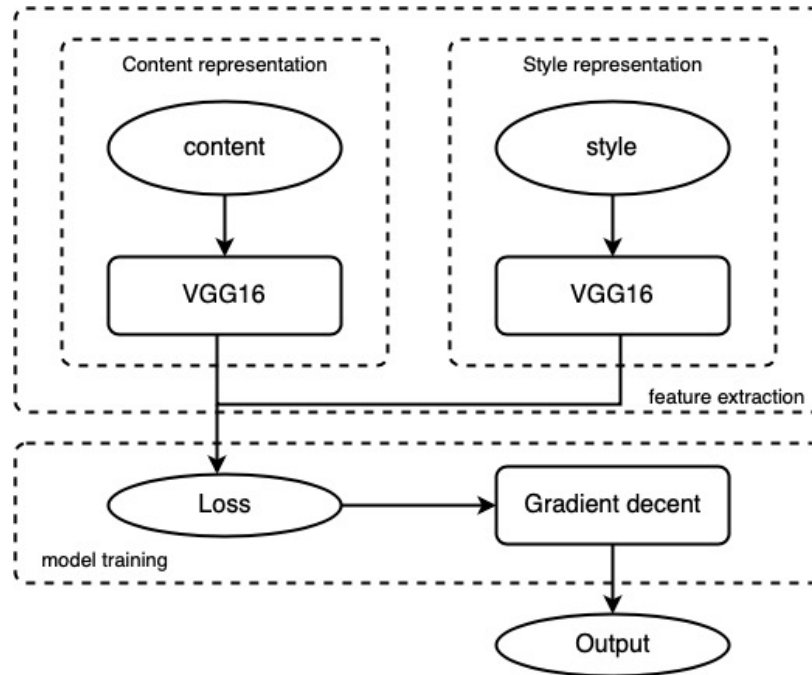 Content representation
Style representation
content
style
VGG16
VGG16
feature extraction
Loss
Gradient decent
model training
Output